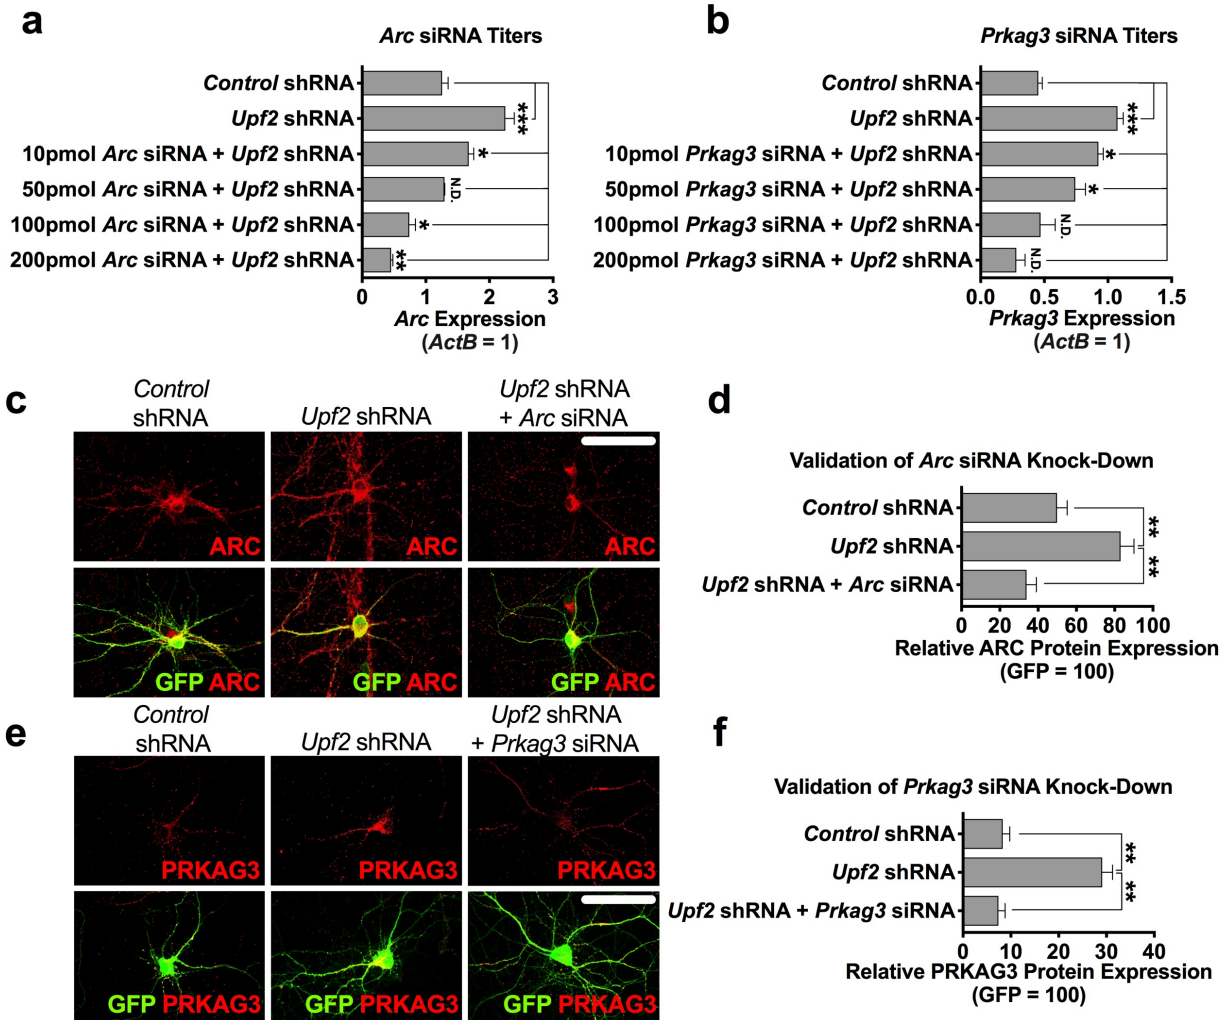 a
Arc siRNA Titers
Control shRNA
Upf2 shRNA
10pmol Arc siRNA + Upf2 shRNA
50pmol Arc siRNA + Upf2 shRNA
100pmol Arc siRNA + Upf2 shRNA
200pmol Arc siRNA + Upf2 shRNA
***
*
N.D.
*
**
0 1 2 3
Arc Expression
(ActB = 1)
b
Prkag3 siRNA Titers
Control shRNA
Upf2 shRNA
10pmol Prkag3 siRNA + Upf2 shRNA
50pmol Prkag3 siRNA + Upf2 shRNA
100pmol Prkag3 siRNA + Upf2 shRNA
200pmol Prkag3 siRNA + Upf2 shRNA
***
*
*
N.D.
N.D.
0.0 0.5 1.0 1.5
Prkag3 Expression
(ActB = 1)
c
Control
shRNA
Upf2 shRNA
Upf2 shRNA
+ Arc siRNA
ARC
ARC
ARC
GFP ARC
GFP ARC
GFP ARC
d
Validation of Arc siRNA Knock-Down
Control shRNA
Upf2 shRNA
Upf2 shRNA + Arc siRNA
**
**
0 20 40 60 80 100
Relative ARC Protein Expression
(GFP = 100)
e
Control
shRNA
Upf2 shRNA
Upf2 shRNA
+ Prkag3 siRNA
PRKAG3
PRKAG3
PRKAG3
GFP PRKAG3
GFP PRKAG3
GFP PRKAG3
f
Validation of Prkag3 siRNA Knock-Down
Control shRNA
Upf2 shRNA
Upf2 shRNA + Prkag3 siRNA
**
**
0 10 20 30 40
Relative PRKAG3 Protein Expression
(GFP = 100)